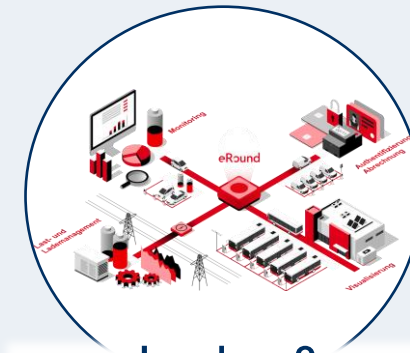 Monitoring
eRound
Authentifizierung
Abrechnung
Last- und
Lademanagement
Visualisierung